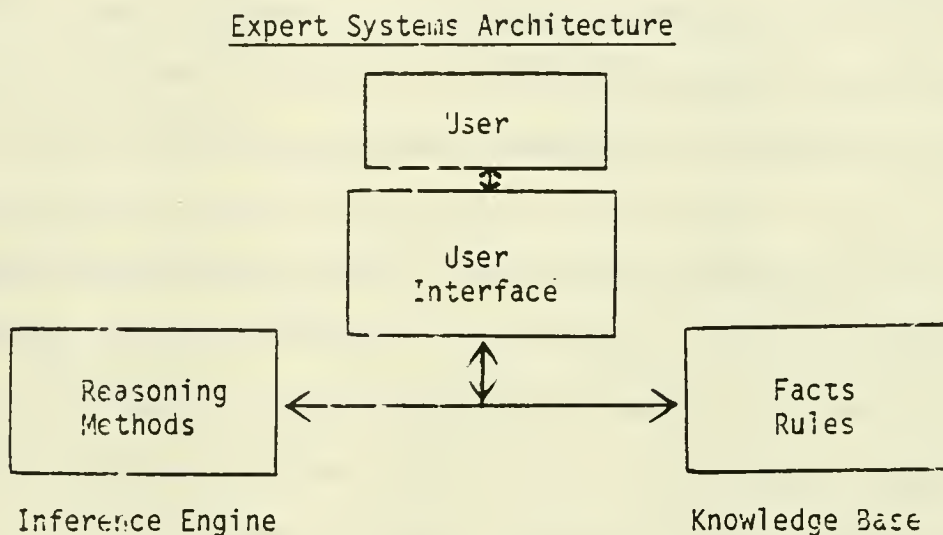 Expert Systems Architecture
User
User
Interface
Reasoning
Methods
Facts
Rules
Inference Engine
Knowledge Base